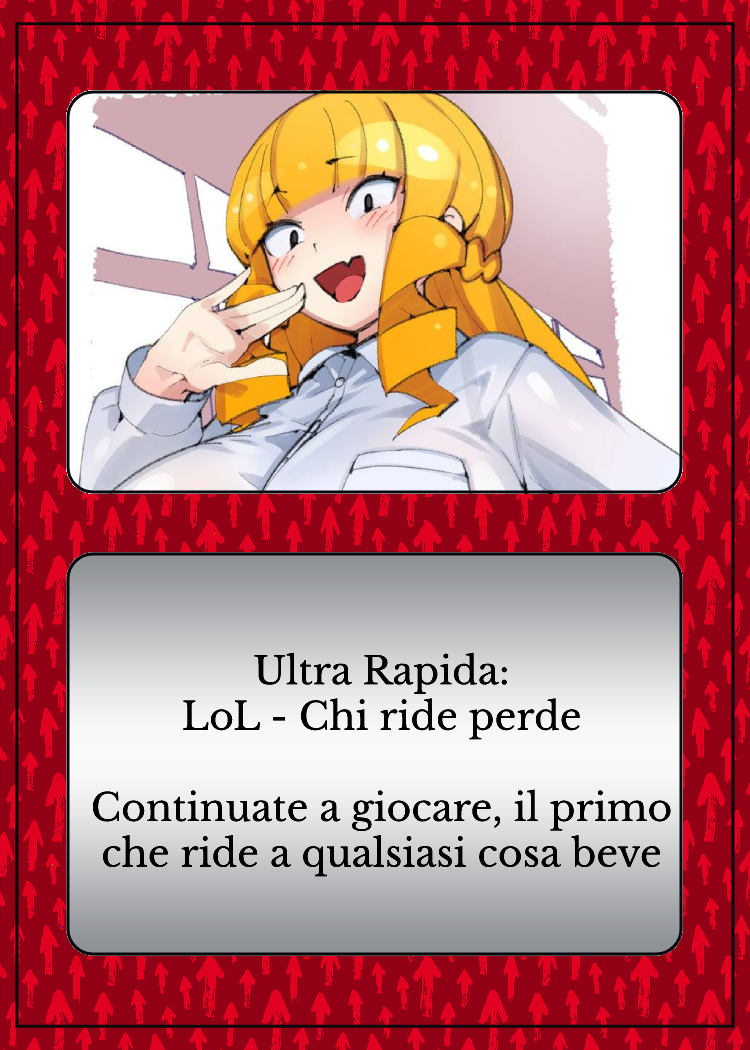 Ultra Rapida:
LoL - Chi ride perde
Continuate a giocare, il primo
che ride a qualsiasi cosa beve